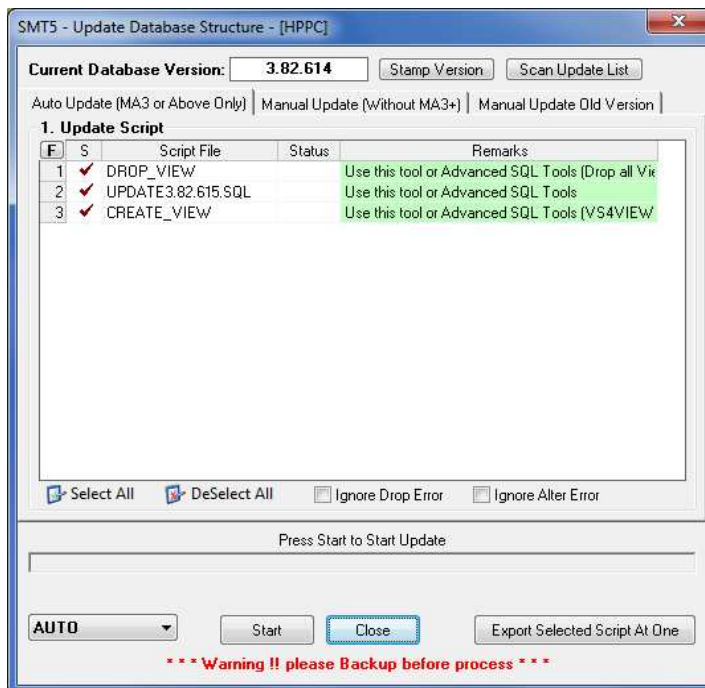 SMT5 - Update Database Structure - [HPPC]
Current Database Version: 3.82.614 Stamp Version Scan Update List
Auto Update (MA3 or Above Only) Manual Update (Without MA3+) Manual Update Old Version
1. Update Script
F S Script File Status Remarks
1 DROP_VIEW Use this tool or Advanced SQL Tools (Drop all Vie
2 UPDATE3.82.615.SQL Use this tool or Advanced SQL Tools
3 CREATE_VIEW Use this tool or Advanced SQL Tools (VS4VIEW
Select All DeSelect All Ignore Drop Error Ignore Alter Error
Press Start to Start Update
AUTO Start Close Export Selected Script At One
* * * Warning !! please Backup before process * * *